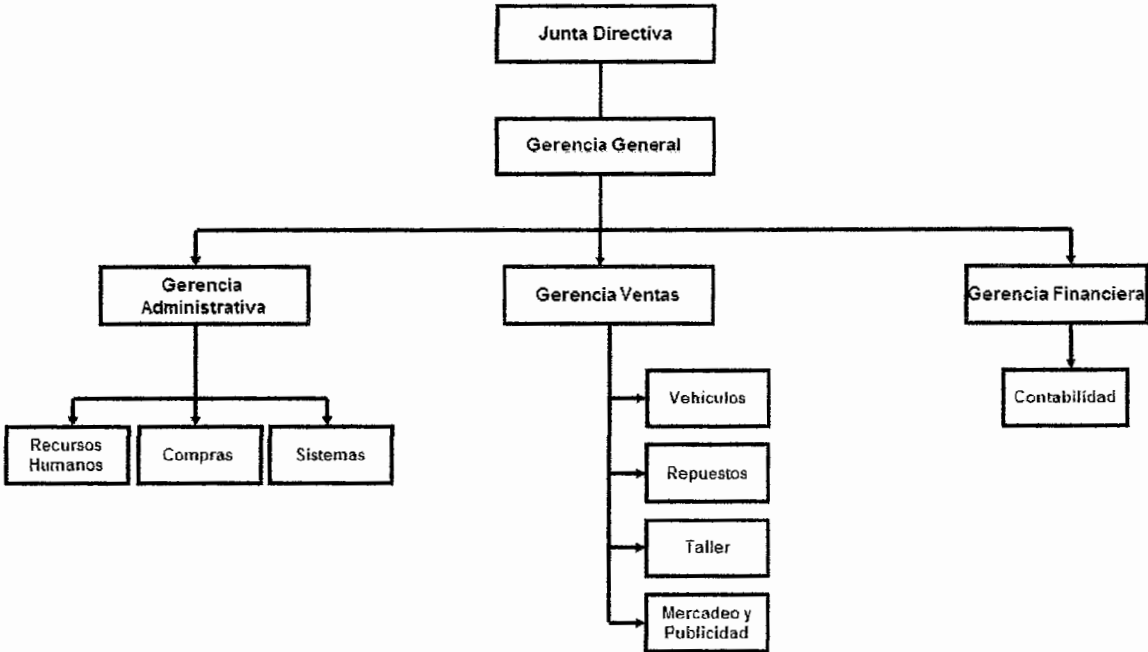 Junta Directiva
Gerencia General
Gerencia
Administrativa
Gerencia Ventas
Gerencia Financiera
Vehículos
Contabilidad
Recursos
Humanos
Compras
Sistemas
Repuestos
Taller
Mercadeo y
Publicidad